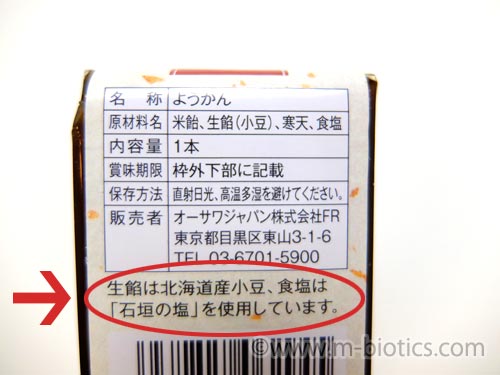 名称 ようかん
原材料名 米飴、生餡(小豆)、寒天、食塩
内容量 1本
賞味期限 枠外下部に記載
保存方法 直射日光、高温多湿を避けてください。
販売者 オーサワジャパン株式会社FR
東京都目黒区東山3-1-6
TEL 03-6701-5900
生餡は北海道産小豆、食塩は
「石垣の塩」を使用しています。
©www.m-biotics.com